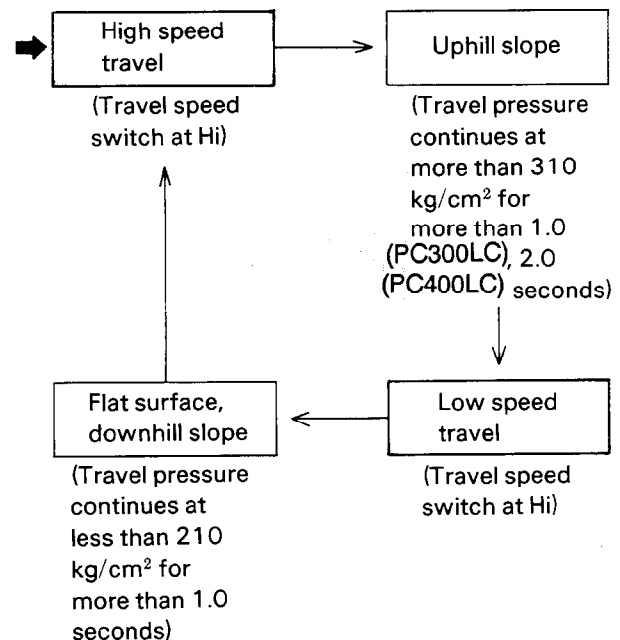 High speed
travel
(Travel speed
switch at Hi)
Uphill slope
(Travel pressure
continues at
more than 310
kg/cm² for
more than 1.0
(PC300LC), 2.0
(PC400LC) seconds)
Low speed
travel
(Travel speed
switch at Hi)
Flat surface,
downhill slope
(Travel pressure
continues at
less than 210
kg/cm² for
more than 1.0
seconds)